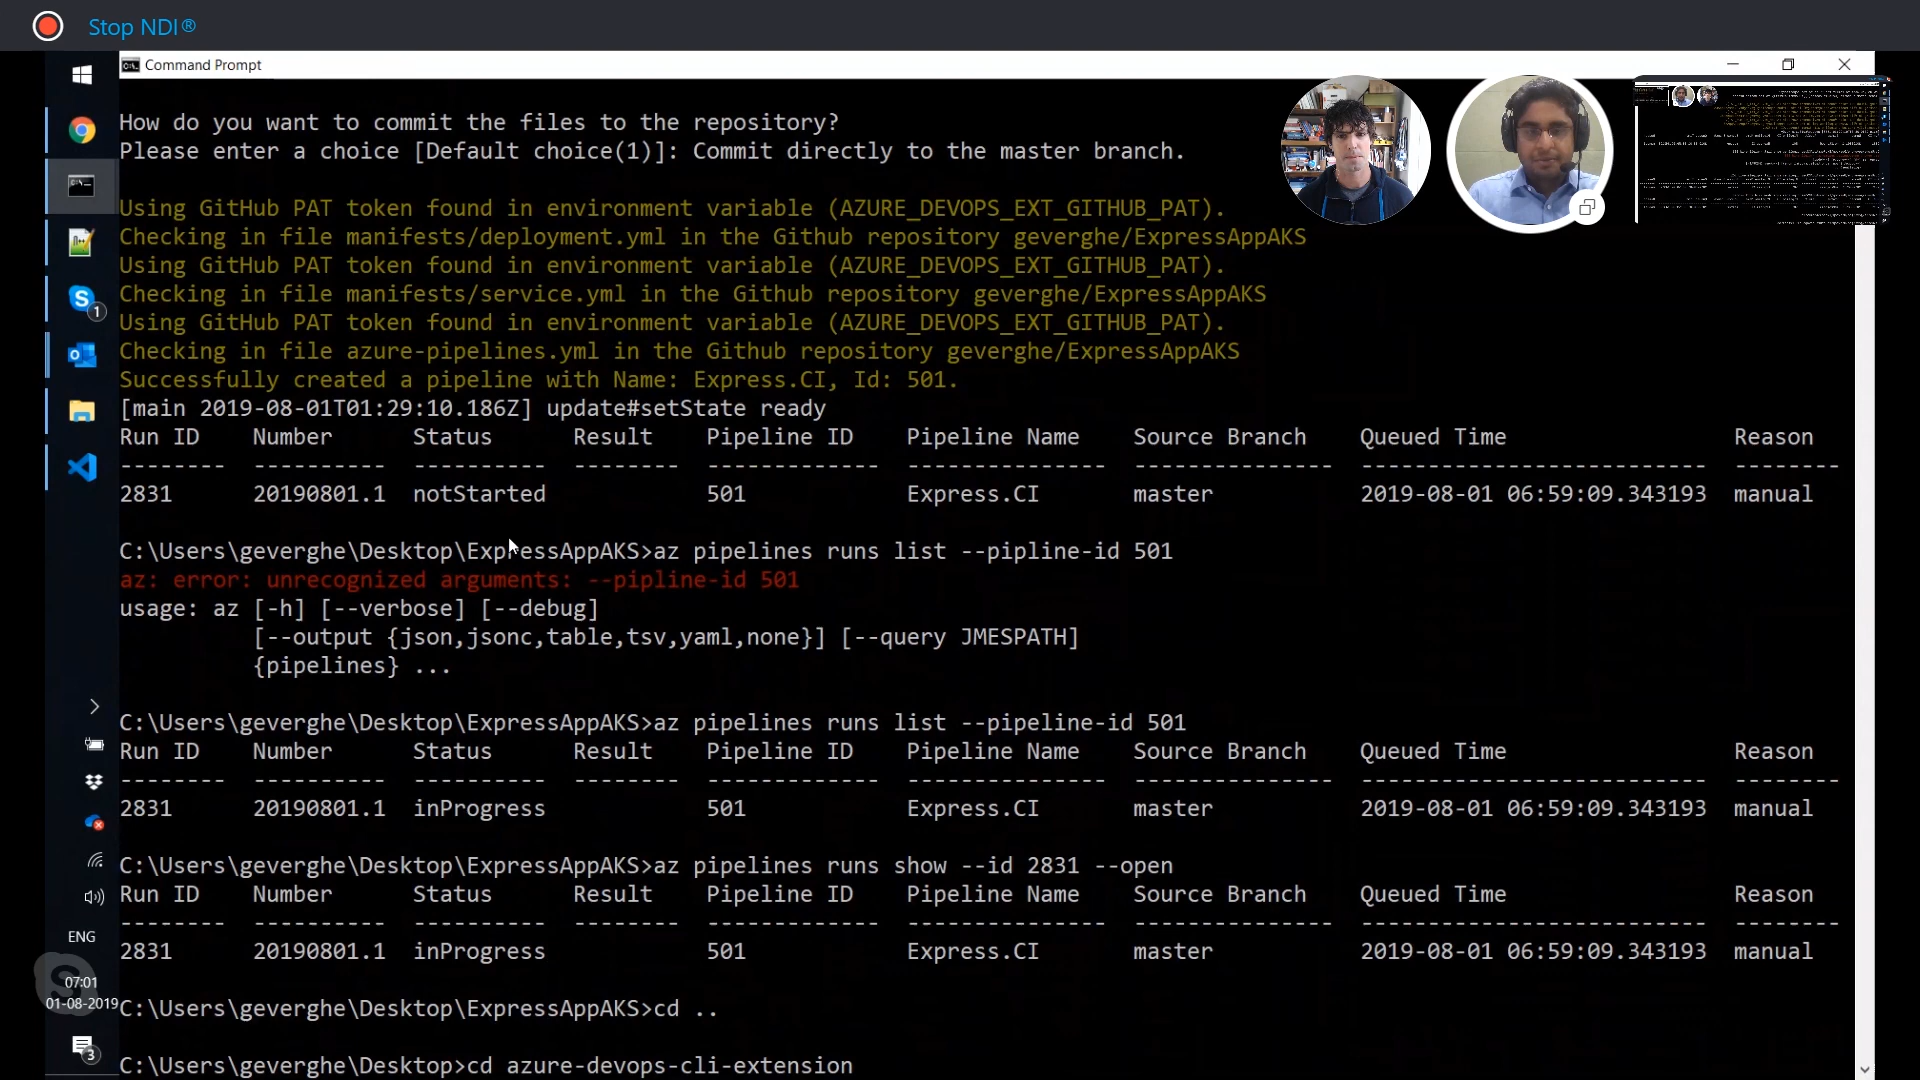 Stop NDI®
Command Prompt
How do you want to commit the files to the repository?
Please enter a choice [Default choice(1)]: Commit directly to the master branch.
Using GitHub PAT token found in environment variable (AZURE_DEVOPS_EXT_GITHUB_PAT).
Checking in file manifests/deployment.yml in the Github repository geverghe/ExpressAppAKS
Using GitHub PAT token found in environment variable (AZURE_DEVOPS_EXT_GITHUB_PAT).
Checking in file manifests/service.yml in the Github repository geverghe/ExpressAppAKS
Using GitHub PAT token found in environment variable (AZURE_DEVOPS_EXT_GITHUB_PAT).
Checking in file azure-pipelines.yml in the Github repository geverghe/ExpressAppAKS
Successfully created a pipeline with Name: Express.CI, Id: 501.
[main 2019-08-01T01:29:10.186Z] update#setState ready
Run ID Number Status Result Pipeline ID Pipeline Name Source Branch Queued Time Reason
-------- ---------- ---------- -------- ------------- --------------- --------------- -------------------------- --------
2831 20190801.1 notStarted 501 Express.CI master 2019-08-01 06:59:09.343193 manual
C:\Users\geverghe\Desktop\ExpressAppAKS>az pipelines runs list --pipline-id 501
az: error: unrecognized arguments: --pipline-id 501
usage: az [-h] [--verbose] [--debug]
[--output {json,jsonc,table,tsv,yaml,none}] [--query JMESPATH]
{pipelines} ...
C:\Users\geverghe\Desktop\ExpressAppAKS>az pipelines runs list --pipeline-id 501
Run ID Number Status Result Pipeline ID Pipeline Name Source Branch Queued Time Reason
-------- ---------- ---------- -------- ------------- --------------- --------------- -------------------------- --------
2831 20190801.1 inProgress 501 Express.CI master 2019-08-01 06:59:09.343193 manual
C:\Users\geverghe\Desktop\ExpressAppAKS>az pipelines runs show --id 2831 --open
Run ID Number Status Result Pipeline ID Pipeline Name Source Branch Queued Time Reason
-------- ---------- ---------- -------- ------------- --------------- --------------- -------------------------- --------
2831 20190801.1 inProgress 501 Express.CI master 2019-08-01 06:59:09.343193 manual
C:\Users\geverghe\Desktop\ExpressAppAKS>cd ..
C:\Users\geverghe\Desktop>cd azure-devops-cli-extension
1
ENG
07:01
01-08-2019
3